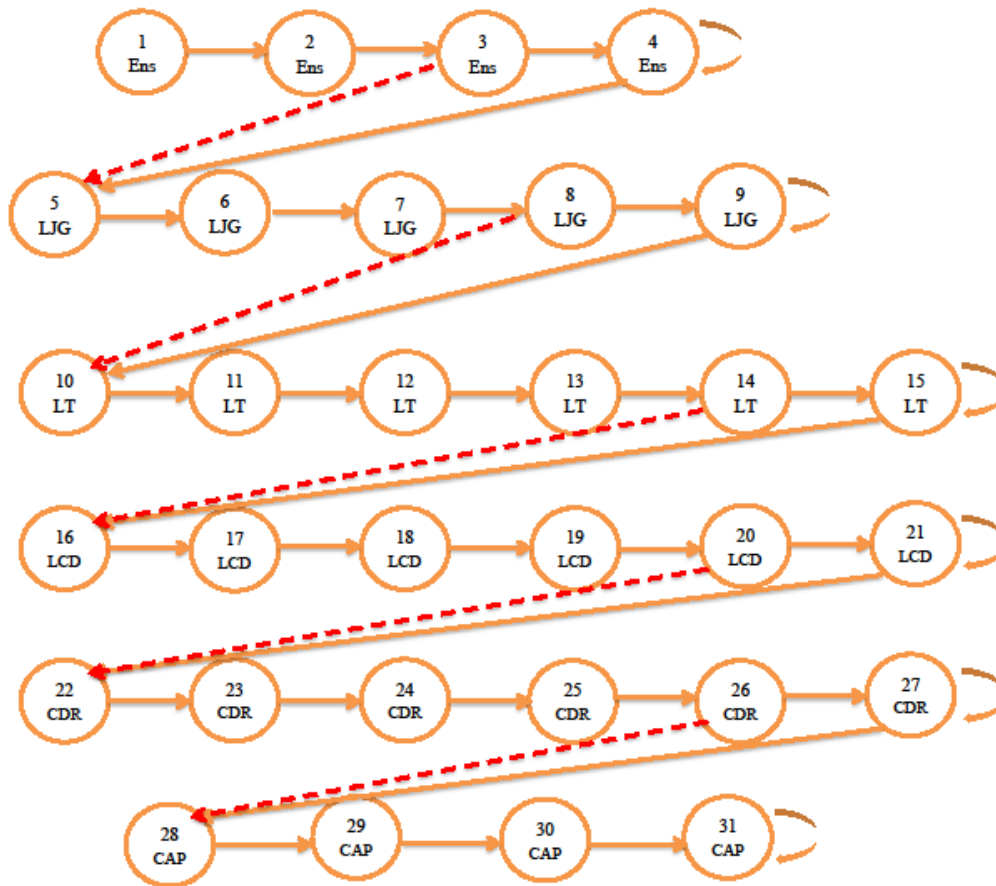 1
Ens
2
Ens
3
Ens
4
Ens
5
LJG
6
LJG
7
LJG
8
LJG
9
LJG
10
LT
11
LT
12
LT
13
LT
14
LT
15
LT
16
LCD
17
LCD
18
LCD
19
LCD
20
LCD
21
LCD
22
CDR
23
CDR
24
CDR
25
CDR
26
CDR
27
CDR
28
CAP
29
CAP
30
CAP
31
CAP